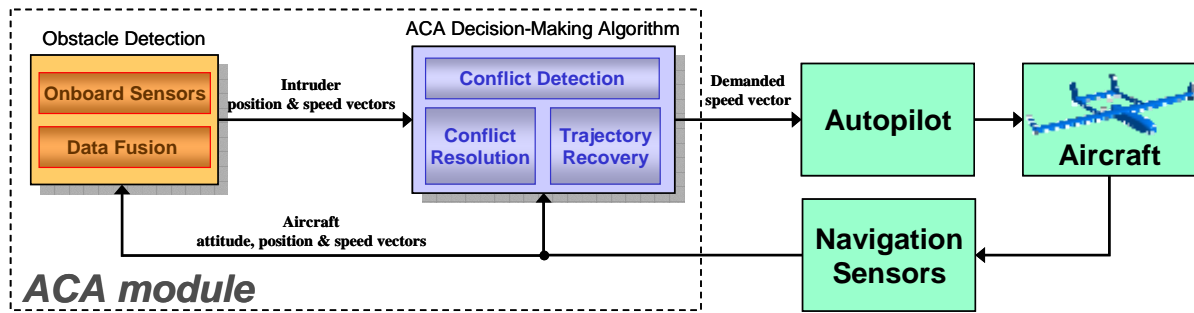 Obstacle Detection
Onboard Sensors
Data Fusion
Intruder
position & speed vectors
ACA Decision-Making Algorithm
Conflict Detection
Conflict
Resolution
Trajectory
Recovery
Demanded
speed vector
Autopilot
Aircraft
Navigation
Sensors
Aircraft
attitude, position & speed vectors
ACA module